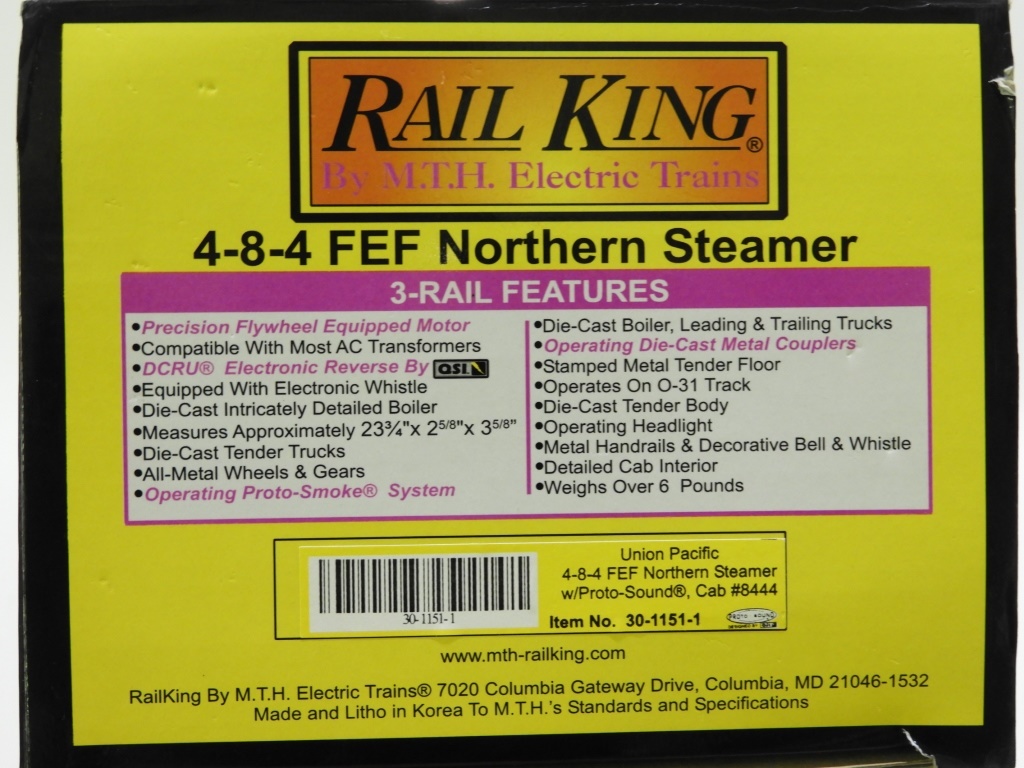 RAIL KING®
By M.T.H. Electric Trains
4-8-4 FEF Northern Steamer
3-RAIL FEATURES
•Precision Flywheel Equipped Motor
•Compatible With Most AC Transformers
•DCRU® Electronic Reverse By QSI
•Equipped With Electronic Whistle
•Die-Cast Intricately Detailed Boiler
•Measures Approximately 23¾"x 2⁵/⁸"x 3⁵/⁸"
•Die-Cast Tender Trucks
•All-Metal Wheels & Gears
•Operating Proto-Smoke® System
•Die-Cast Boiler, Leading & Trailing Trucks
•Operating Die-Cast Metal Couplers
•Stamped Metal Tender Floor
•Operates On O-31 Track
•Die-Cast Tender Body
•Operating Headlight
•Metal Handrails & Decorative Bell & Whistle
•Detailed Cab Interior
•Weighs Over 6 Pounds
30-1151-1
Union Pacific
4-8-4 FEF Northern Steamer
w/Proto-Sound®, Cab #8444
Item No. 30-1151-1
PROTO SOUND
www.mth-railking.com
RailKing By M.T.H. Electric Trains® 7020 Columbia Gateway Drive, Columbia, MD 21046-1532
Made and Litho in Korea To M.T.H.'s Standards and Specifications